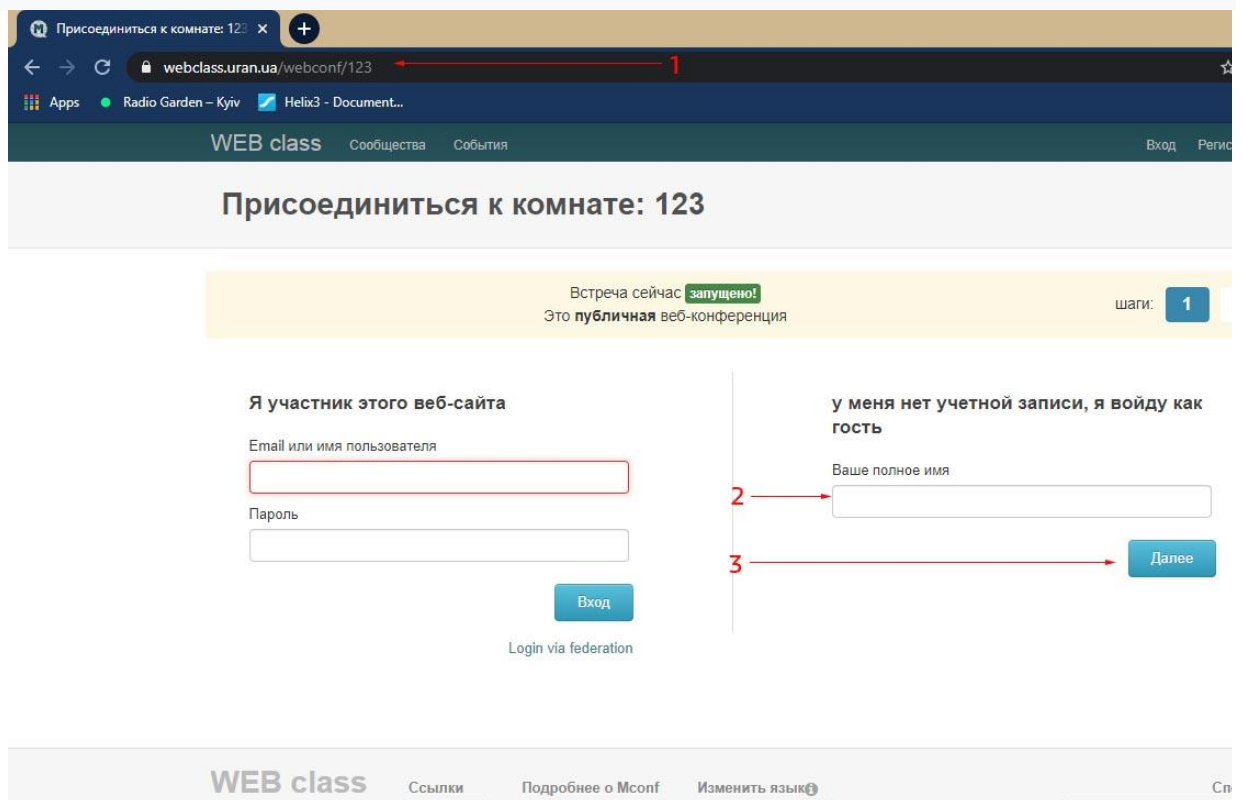 Присоединиться к комнате: 123
webclass.uran.ua/webconf/123
1
Apps Radio Garden – Kyiv Helix3 - Document...
WEB class Сообщества События Вход
Присоединиться к комнате: 123
Встреча сейчас запущено!
Это публичная веб-конференция
шаги: 1
Я участник этого веб-сайта
Email или имя пользователя
Пароль
Вход
Login via federation
у меня нет учетной записи, я войду как
гость
Ваше полное имя
2
3
Далее
WEB class Ссылки Подробнее о Mconf Изменить язык